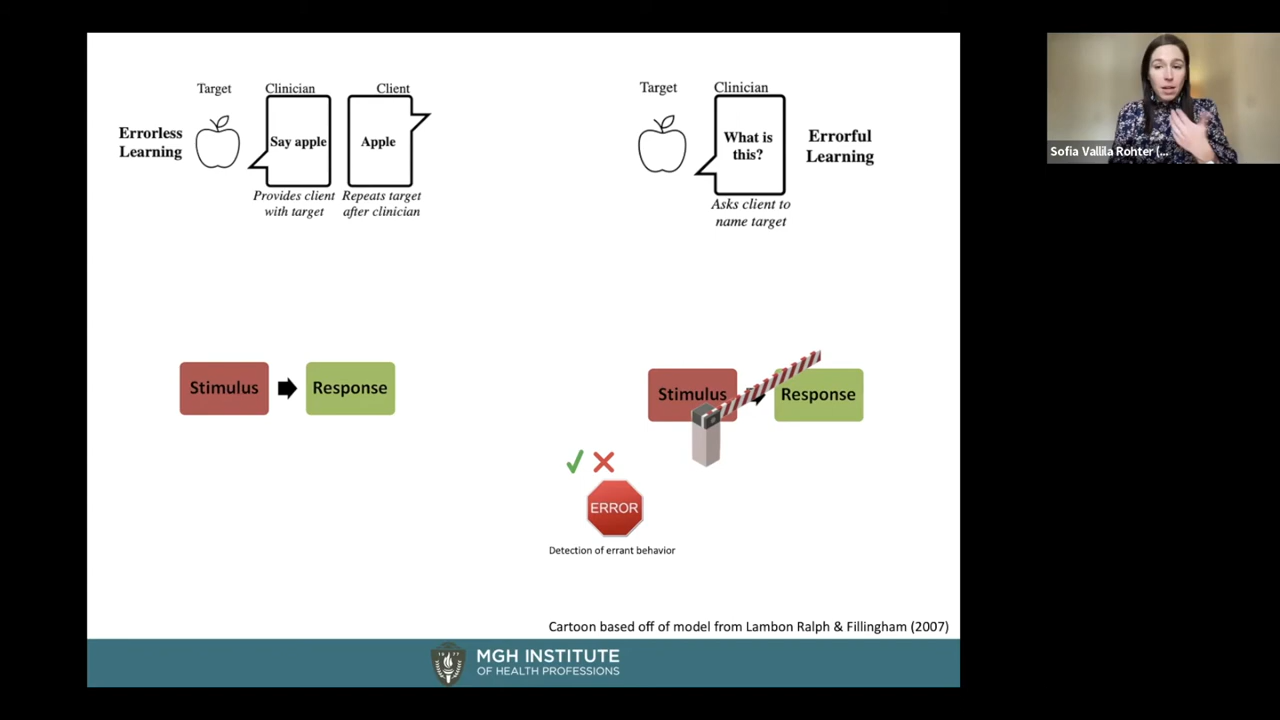 Target
Clinician
Client
Errorless
Learning
Say apple
Apple
Provides client
with target
Repeats target
after clinician
Target
Clinician
What is
this?
Errorful
Learning
Asks client to
name target
Sofia Vallila Rohter (...
Stimulus
Response
Stimulus
Response
ERROR
Detection of errant behavior
Cartoon based off of model from Lambon Ralph & Fillingham (2007)
MGH INSTITUTE
OF HEALTH PROFESSIONS